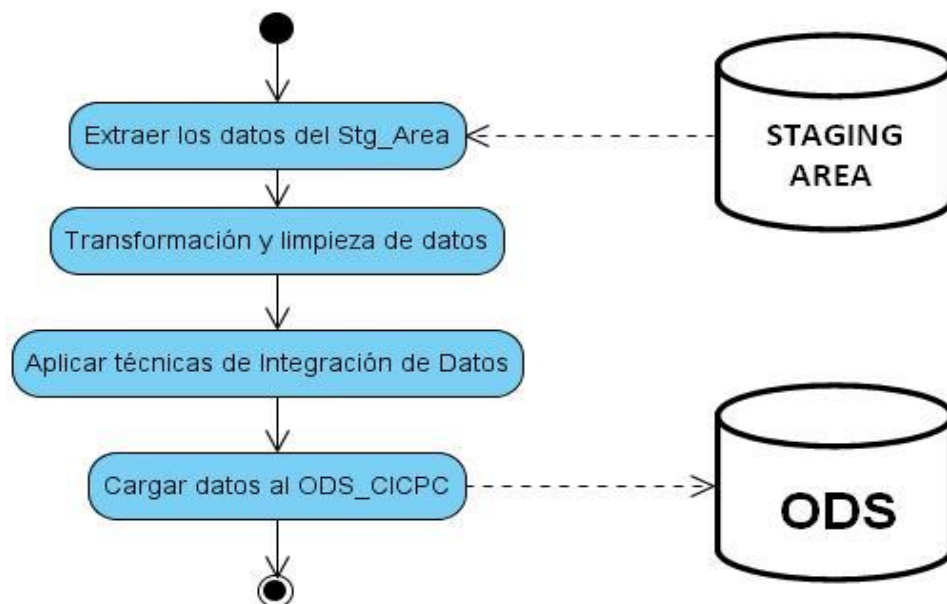 Extraer los datos del Stg_Area
STAGING
AREA
Transformación y limpieza de datos
Aplicar técnicas de Integración de Datos
Cargar datos al ODS_CICPC
ODS